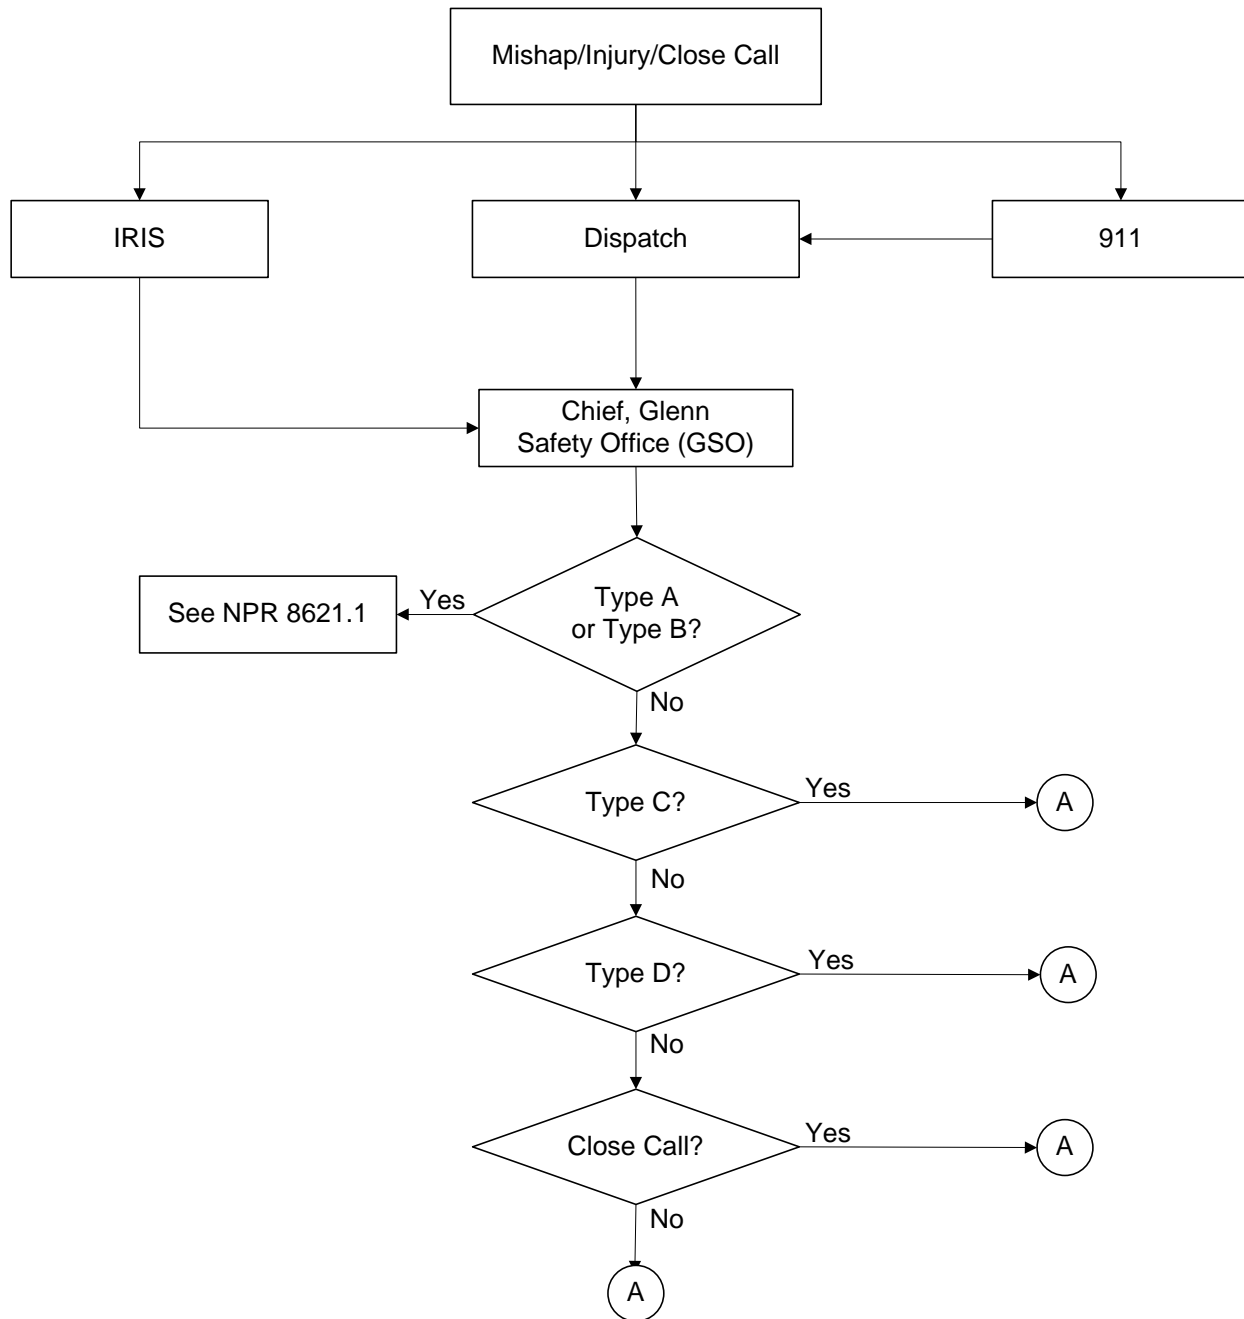 Mishap/Injury/Close Call
IRIS
Dispatch
911
Chief, Glenn
Safety Office (GSO)
See NPR 8621.1
Yes
Type A
or Type B?
No
Type C?
Yes
A
No
Type D?
Yes
A
No
Close Call?
Yes
A
No
A